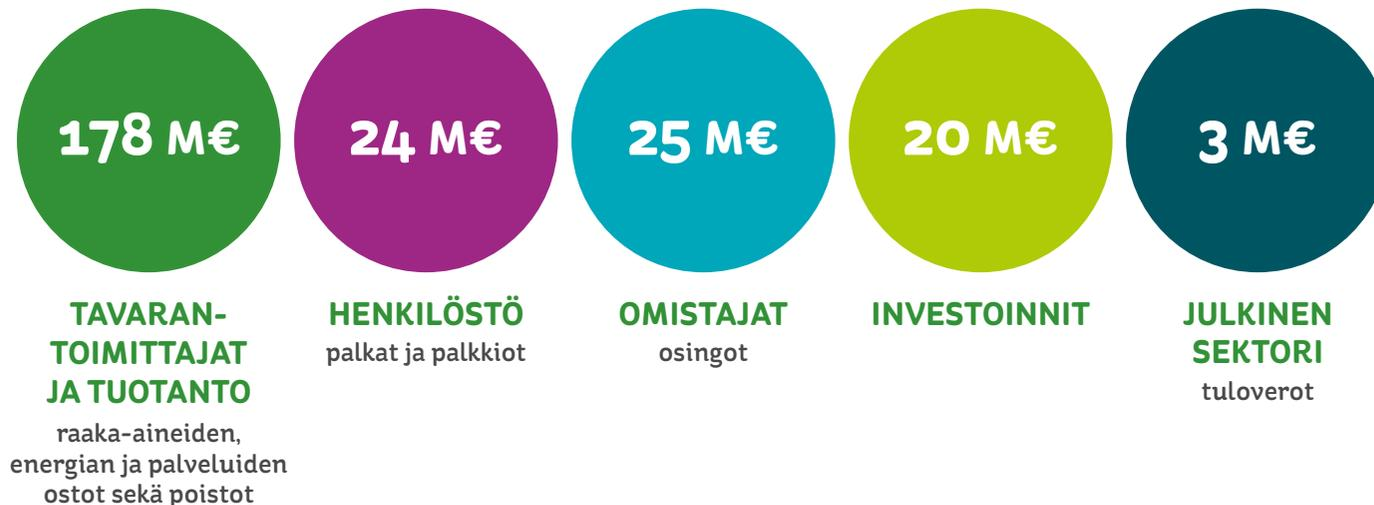 178 M€
24 M€
25 M€
20 M€
3 M€
TAVARAN-
TOIMITTAJAT
JA TUOTANTO
raaka-aineiden,
energian ja palveluiden
ostot sekä poistot
HENKILÖSTÖ
palkat ja palkkiot
OMISTAJAT
osingot
INVESTOINNIT
JULKINEN
SEKTORI
tuloverot